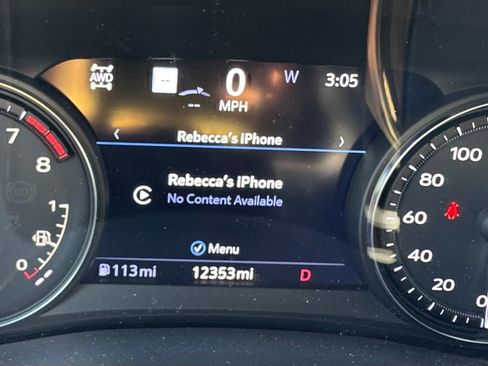 AWD -- 0 W 3:05
-- MPH
‹ Rebecca's iPhone ›
Rebecca's iPhone
No Content Available
Menu
113mi 12353mi D
7
8
1
0
100
80
60
40
20
0